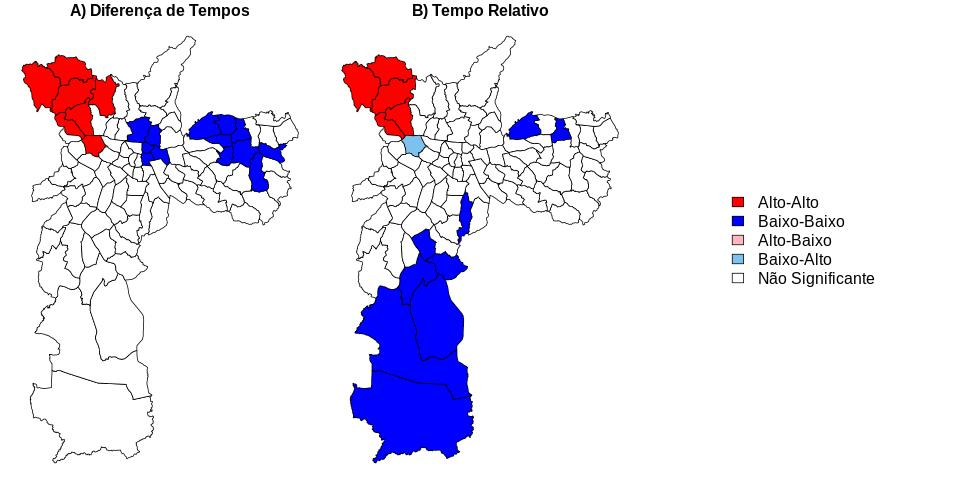 A) Diferença de Tempos
B) Tempo Relativo
Alto-Alto
Baixo-Baixo
Alto-Baixo
Baixo-Alto
Não Significante